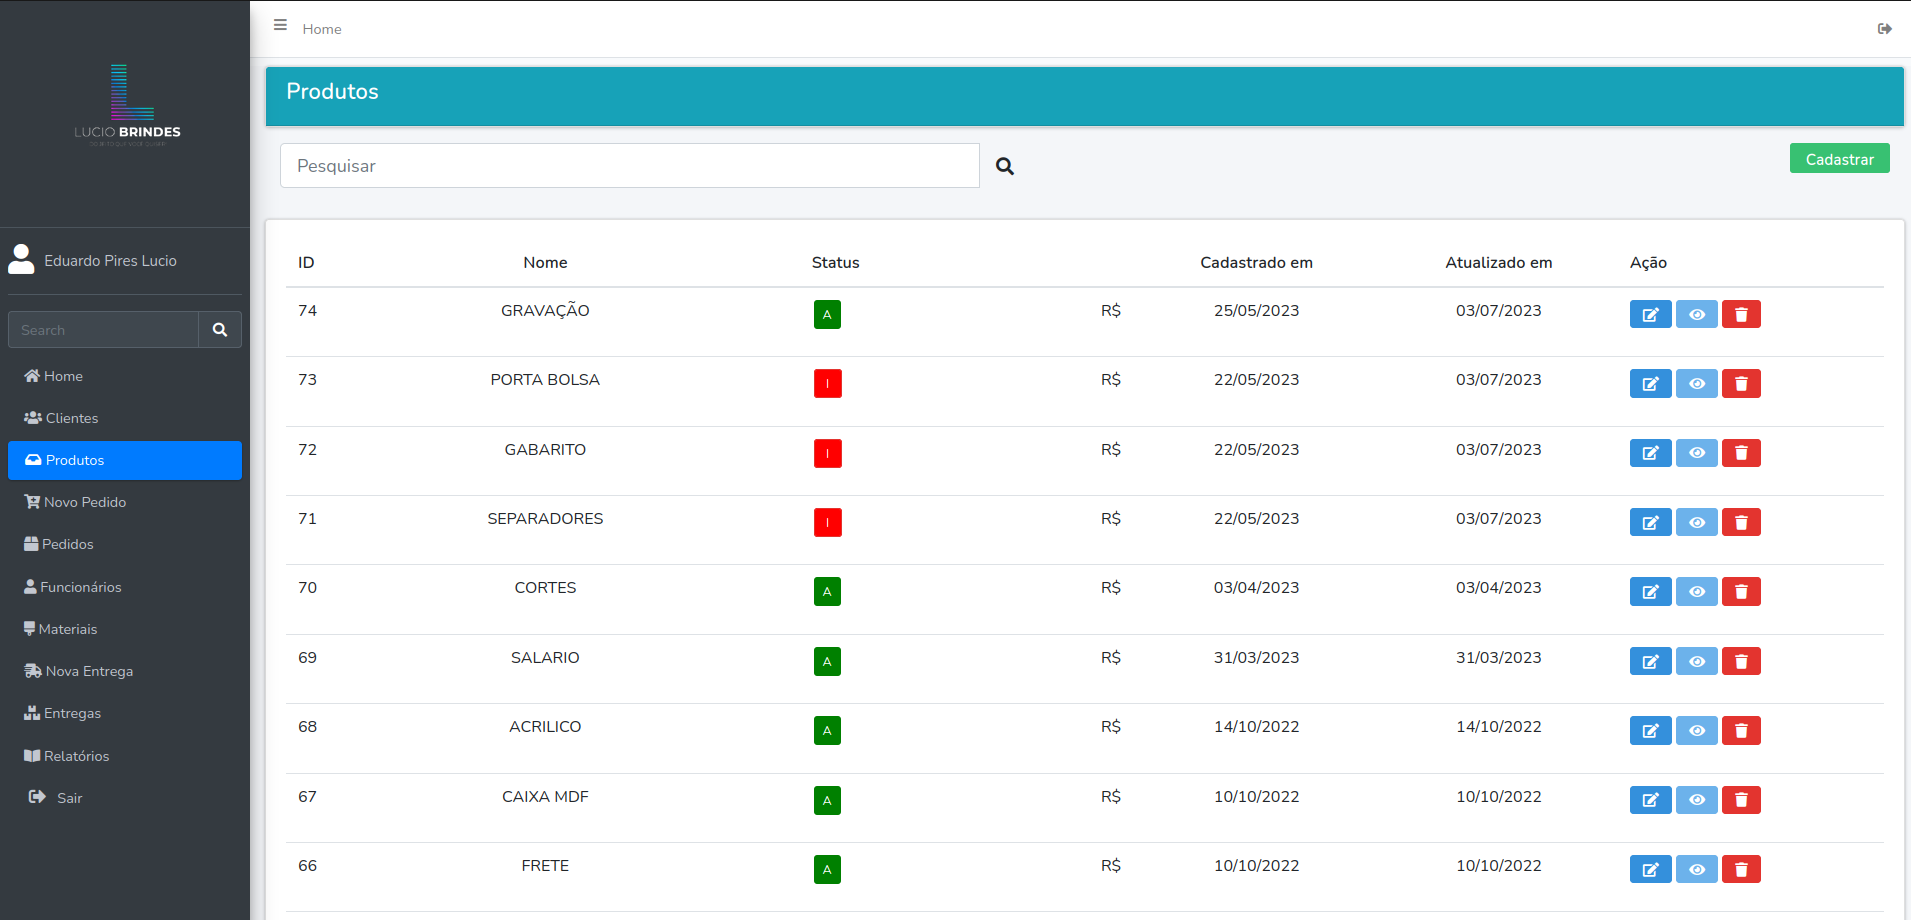 Home
LUCIO BRINDES
Eduardo Pires Lucio
Search
Home
Clientes
Produtos
Novo Pedido
Pedidos
Funcionários
Materiais
Nova Entrega
Entregas
Relatórios
Sair
Produtos
Pesquisar
Cadastrar
ID Nome Status Cadastrado em Atualizado em Ação
74 GRAVAÇÃO A R$ 25/05/2023 03/07/2023
73 PORTA BOLSA I R$ 22/05/2023 03/07/2023
72 GABARITO I R$ 22/05/2023 03/07/2023
71 SEPARADORES I R$ 22/05/2023 03/07/2023
70 CORTES A R$ 03/04/2023 03/04/2023
69 SALARIO A R$ 31/03/2023 31/03/2023
68 ACRILICO A R$ 14/10/2022 14/10/2022
67 CAIXA MDF A R$ 10/10/2022 10/10/2022
66 FRETE A R$ 10/10/2022 10/10/2022